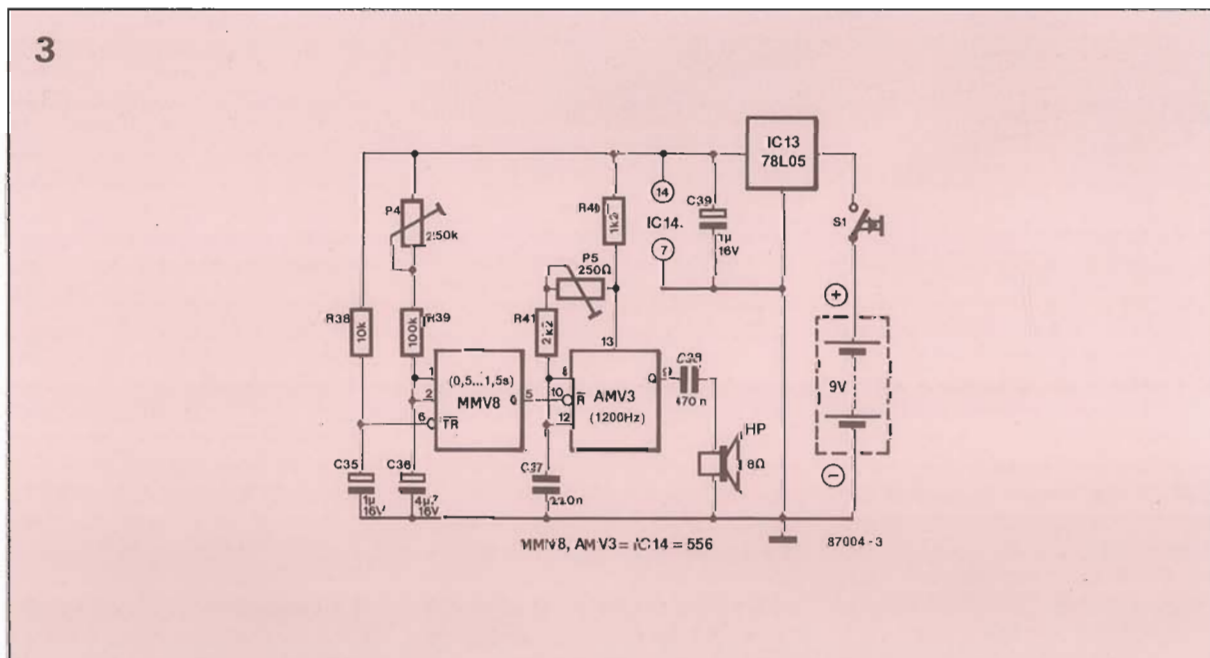 3
IC13
78L05
P4
250k
R40
1k2
14
IC14
7
C39
1µ
16V
S1
P5
250Ω
R38
10k
R39
100k
R41
2k2
13
1
2
6
(0,5...1,5s)
MMV8
Q
TR
5
8
10
12
R
AMV3
(1200Hz)
Q
9
C38
470n
+
9V
−
HP
8Ω
C35
1µ
16V
C36
4µ7
16V
C37
220n
MMV8, AMV3 = IC14 = 556
87004 - 3